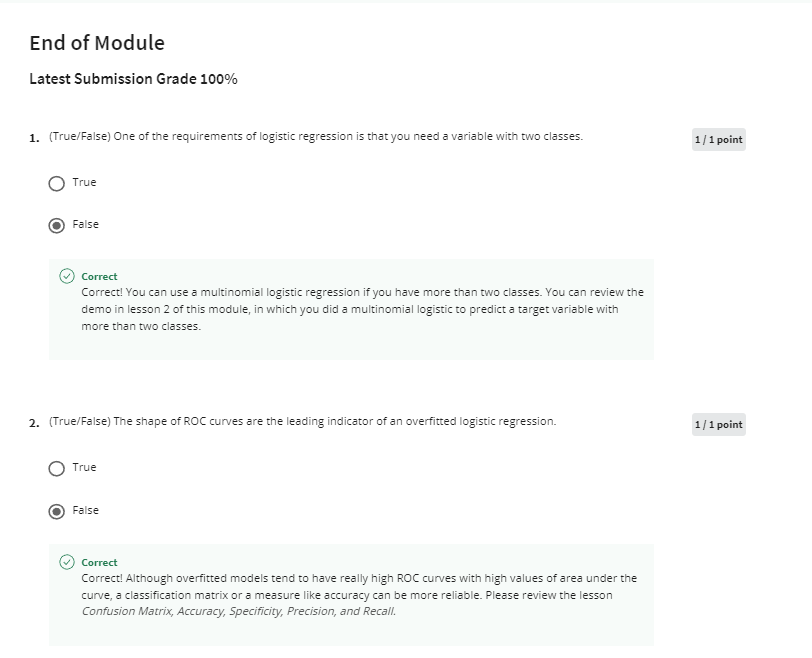 End of Module
Latest Submission Grade 100%
1. (True/False) One of the requirements of logistic regression is that you need a variable with two classes.
1 / 1 point
True
False
Correct
Correct! You can use a multinomial logistic regression if you have more than two classes. You can review the
demo in lesson 2 of this module, in which you did a multinomial logistic to predict a target variable with
more than two classes.
2. (True/False) The shape of ROC curves are the leading indicator of an overfitted logistic regression.
1 / 1 point
True
False
Correct
Correct! Although overfitted models tend to have really high ROC curves with high values of area under the
curve, a classification matrix or a measure like accuracy can be more reliable. Please review the lesson
Confusion Matrix, Accuracy, Specificity, Precision, and Recall.